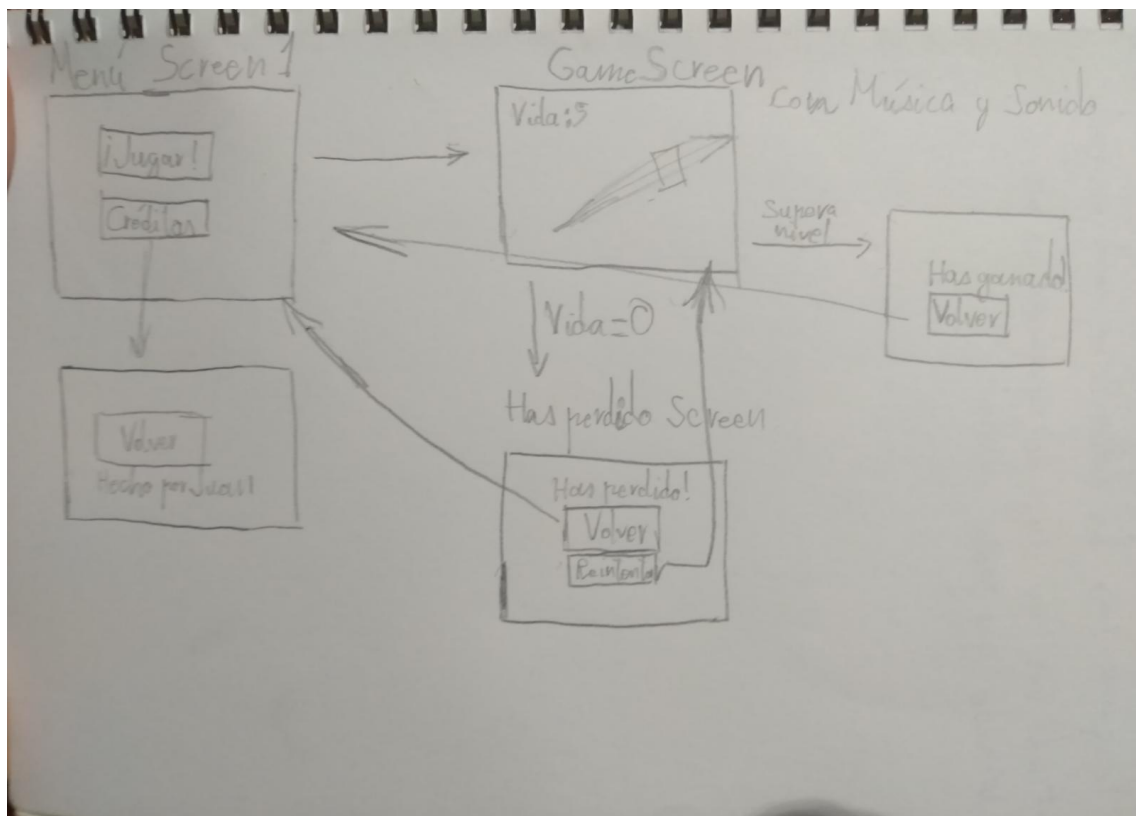 Menú Screen 1
¡Jugar!
Créditos
Volver
Hecho por Juas!
GameScreen
con Música y Sonido
Vida:5
Supera
nivel
Has ganado!
Volver
Vida=0
Has perdido Screen
Has perdido!
Volver
Reintentar